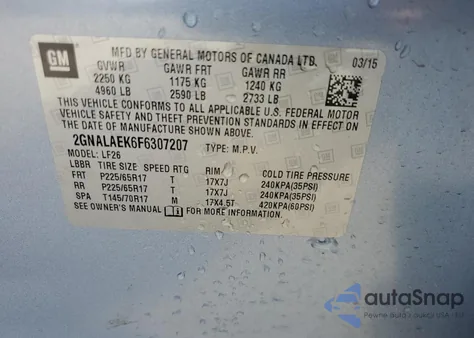 GM
MFD BY GENERAL MOTORS OF CANADA LTD. 03/15
GVWR GAWR FRT GAWR RR
2250 KG 1175 KG 1240 KG
4960 LB 2590 LB 2733 LB
THIS VEHICLE CONFORMS TO ALL APPLICABLE U.S. FEDERAL MOTOR
VEHICLE SAFETY AND THEFT PREVENTION STANDARDS IN EFFECT ON
THE DATE OF MANUFACTURE SHOWN ABOVE.
2GNALAEK6F6307207 TYPE: M.P.V.
MODEL: LF26
LBBR TIRE SIZE SPEED RTG RIM COLD TIRE PRESSURE
FRT P225/65R17 T 17X7J 240KPA(35PSI)
RR P225/65R17 T 17X7J 240KPA(35PSI)
SPA T145/70R17 M 17X4.5T 420KPA(60PSI)
SEE OWNER'S MANUAL FOR MORE INFORMATION.
autoSnap